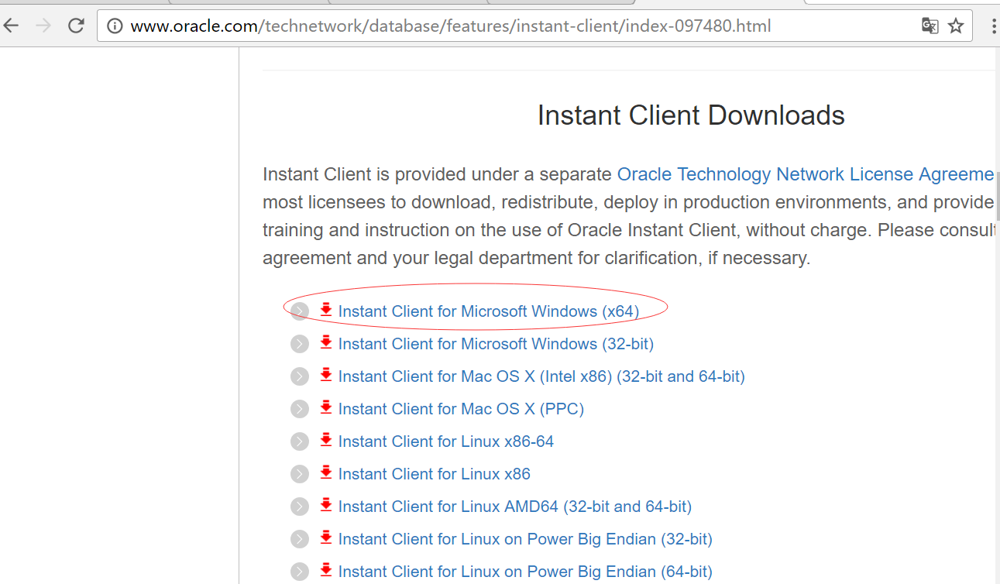 www.oracle.com/technetwork/database/features/instant-client/index-097480.html
Instant Client Downloads
Instant Client is provided under a separate Oracle Technology Network License Agreeme
most licensees to download, redistribute, deploy in production environments, and provide
training and instruction on the use of Oracle Instant Client, without charge. Please consult
agreement and your legal department for clarification, if necessary.
Instant Client for Microsoft Windows (x64)
Instant Client for Microsoft Windows (32-bit)
Instant Client for Mac OS X (Intel x86) (32-bit and 64-bit)
Instant Client for Mac OS X (PPC)
Instant Client for Linux x86-64
Instant Client for Linux x86
Instant Client for Linux AMD64 (32-bit and 64-bit)
Instant Client for Linux on Power Big Endian (32-bit)
Instant Client for Linux on Power Big Endian (64-bit)